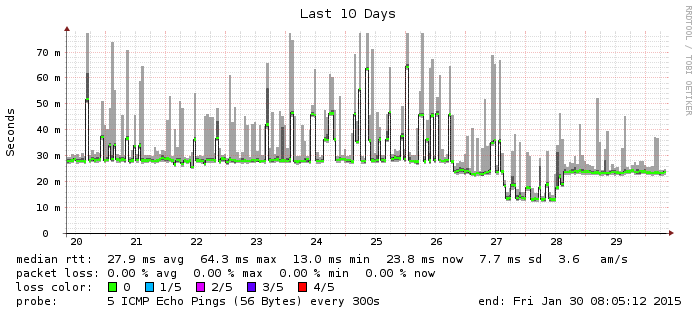 Last 10 Days
RRDTOOL / TOBI OETIKER
Seconds
70 m
60 m
50 m
40 m
30 m
20 m
10 m
0
20 21 22 23 24 25 26 27 28 29
median rtt: 27.9 ms avg 64.3 ms max 13.0 ms min 23.8 ms now 7.7 ms sd 3.6 am/s
packet loss: 0.00 % avg 0.00 % max 0.00 % min 0.00 % now
loss color: 0 1/5 2/5 3/5 4/5
probe: 5 ICMP Echo Pings (56 Bytes) every 300s end: Fri Jan 30 08:05:12 2015